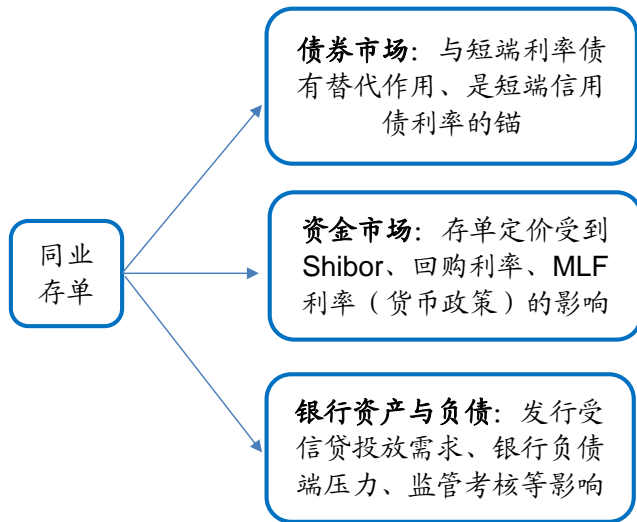 债券市场：与短端利率债
有替代作用、是短端信用
债利率的锚
同业
存单
资金市场：存单定价受到
Shibor、回购利率、MLF
利率（货币政策）的影响
银行资产与负债：发行受
信贷投放需求、银行负债
端压力、监管考核等影响